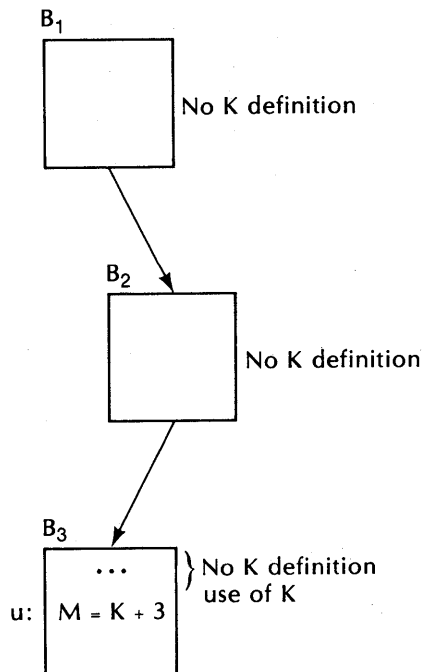 B1
No K definition
B2
No K definition
B3
...
No K definition
use of K
u: M = K + 3